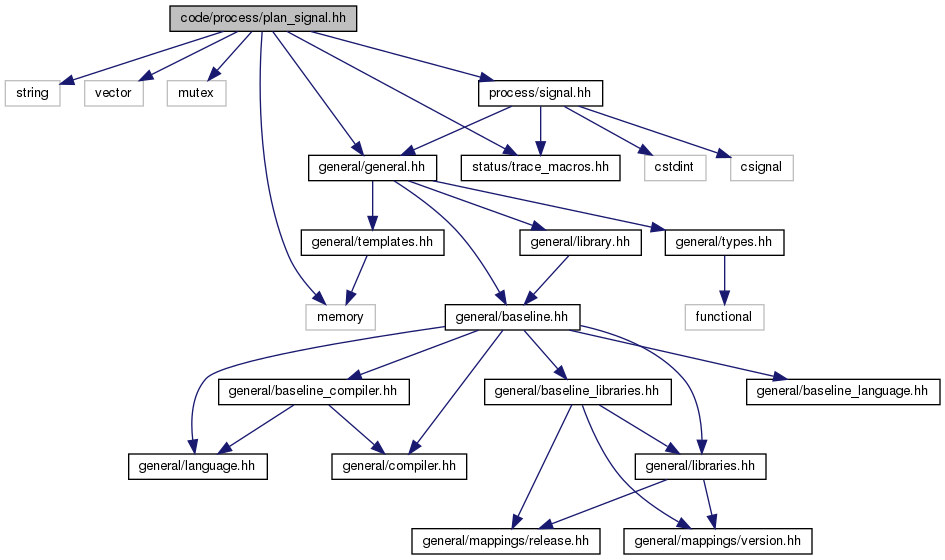 code/process/plan_signal.hh
string
vector
mutex
process/signal.hh
general/general.hh
status/trace_macros.hh
cstdint
csignal
general/templates.hh
general/library.hh
general/types.hh
memory
general/baseline.hh
functional
general/baseline_compiler.hh
general/baseline_libraries.hh
general/baseline_language.hh
general/language.hh
general/compiler.hh
general/libraries.hh
general/mappings/release.hh
general/mappings/version.hh